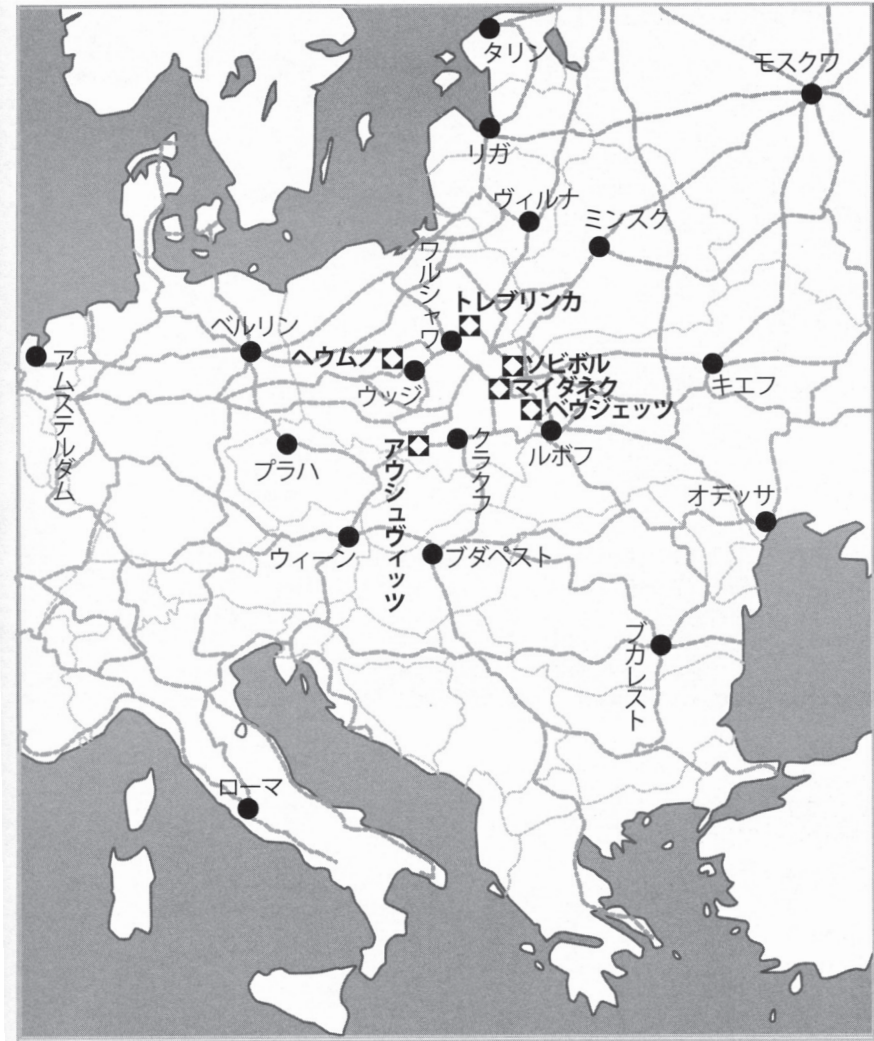 タリン
モスクワ
リガ
ヴィルナ
ミンスク
ワルシャワ
トレブリンカ
ベルリン
ヘウムノ
ソビボル
アムステルダム
マイダネク
キエフ
ウッジ
ベウジェッツ
プラハ
アウシュヴィッツ
クラクフ
ルボフ
オデッサ
ウィーン
ブダペスト
ブカレスト
ローマ